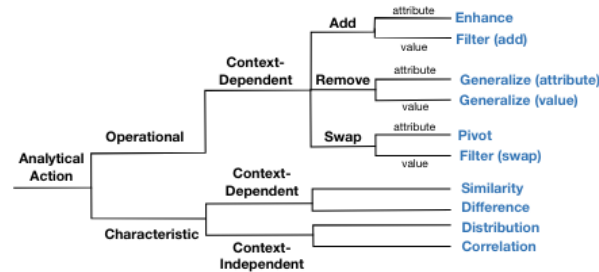 attribute
Enhance
Add
value
Filter (add)
Context-
Dependent
attribute
Generalize (attribute)
Remove
value
Generalize (value)
Operational
attribute
Pivot
Swap
value
Filter (swap)
Analytical
Action
Context-
Dependent
Similarity
Difference
Characteristic
Distribution
Context-
Independent
Correlation